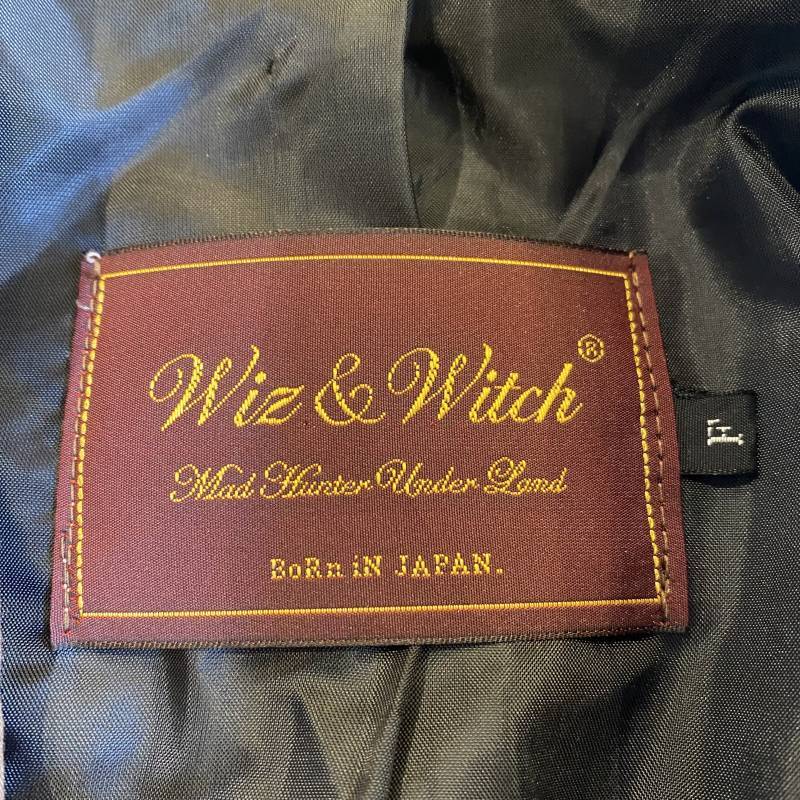 Wiz & Witch®
Mad Hunter Under Land
BoRn iN JAPAN.
F